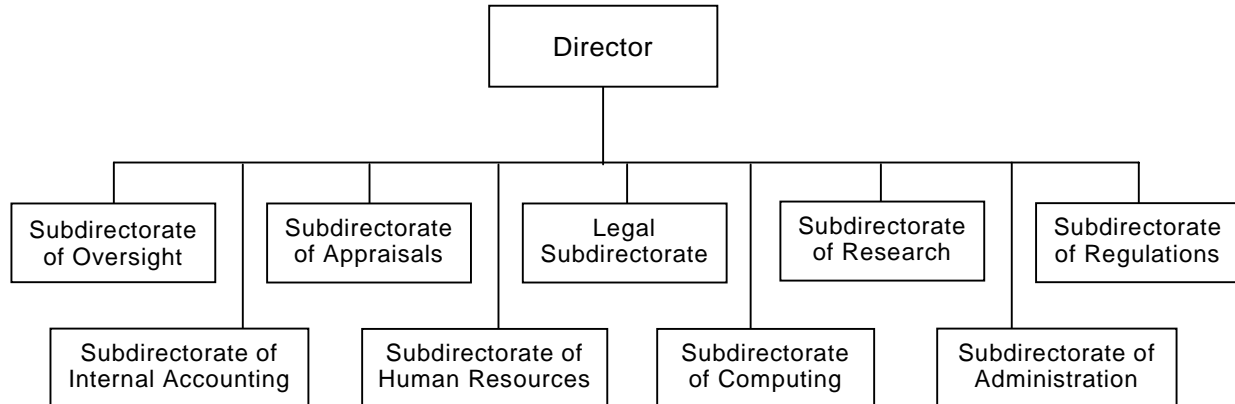 Director
Subdirectorate
of Oversight
Subdirectorate
of Appraisals
Legal
Subdirectorate
Subdirectorate
of Research
Subdirectorate
of Regulations
Subdirectorate of
Internal Accounting
Subdirectorate of
Human Resources
Subdirectorate
of Computing
Subdirectorate of
Administration